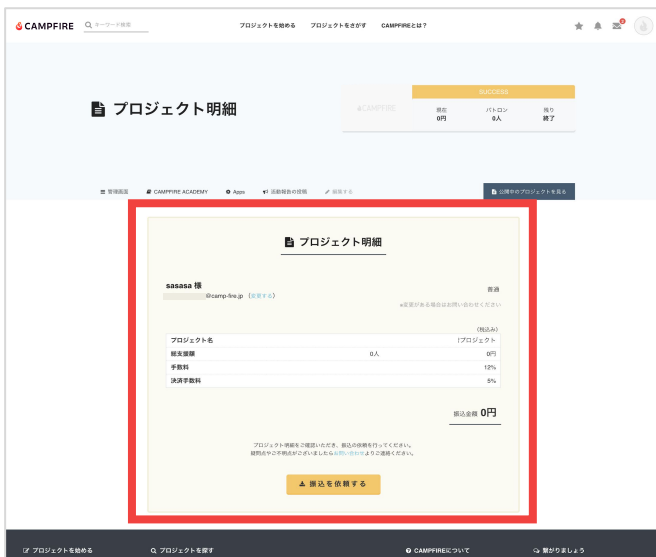 CAMPFIRE キーワード検索 プロジェクトを始める プロジェクトをさがす CAMPFIREとは？
SUCCESS
プロジェクト明細
CAMPFIRE
現在 パトロン 残り
0円 0人 終了
管理画面 CAMPFIRE ACADEMY Apps 活動報告の投稿 編集する 公開中のプロジェクトを見る
プロジェクト明細
sasasa 様
@camp-fire.jp （変更する） 普通
※変更がある場合はお問い合わせください
(税込み)
プロジェクト名 !プロジェクト
総支援額 0人 0円
手数料 12%
決済手数料 5%
振込金額 0円
プロジェクト明細をご確認いただき、振込の依頼を行ってください。
疑問点やご不明点がございましたらお問い合わせよりご連絡ください。
振込を依頼する
プロジェクトを始める プロジェクトを探す CAMPFIREについて 繋がりましょう